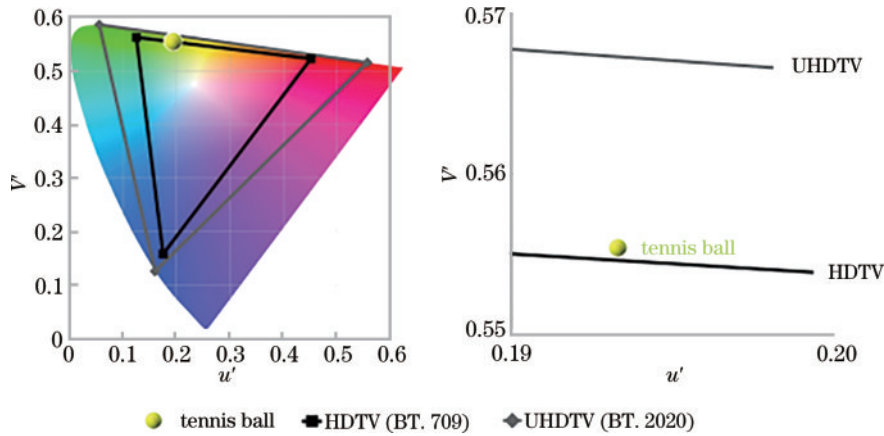 0.6
0.5
0.4
0.3
0.2
0.1
0
V'
0 0.1 0.2 0.3 0.4 0.5 0.6
u'
0.57
0.56
0.55
V'
UHDTV
tennis ball
HDTV
0.19 0.20
u'
tennis ball HDTV (BT. 709) UHDTV (BT. 2020)